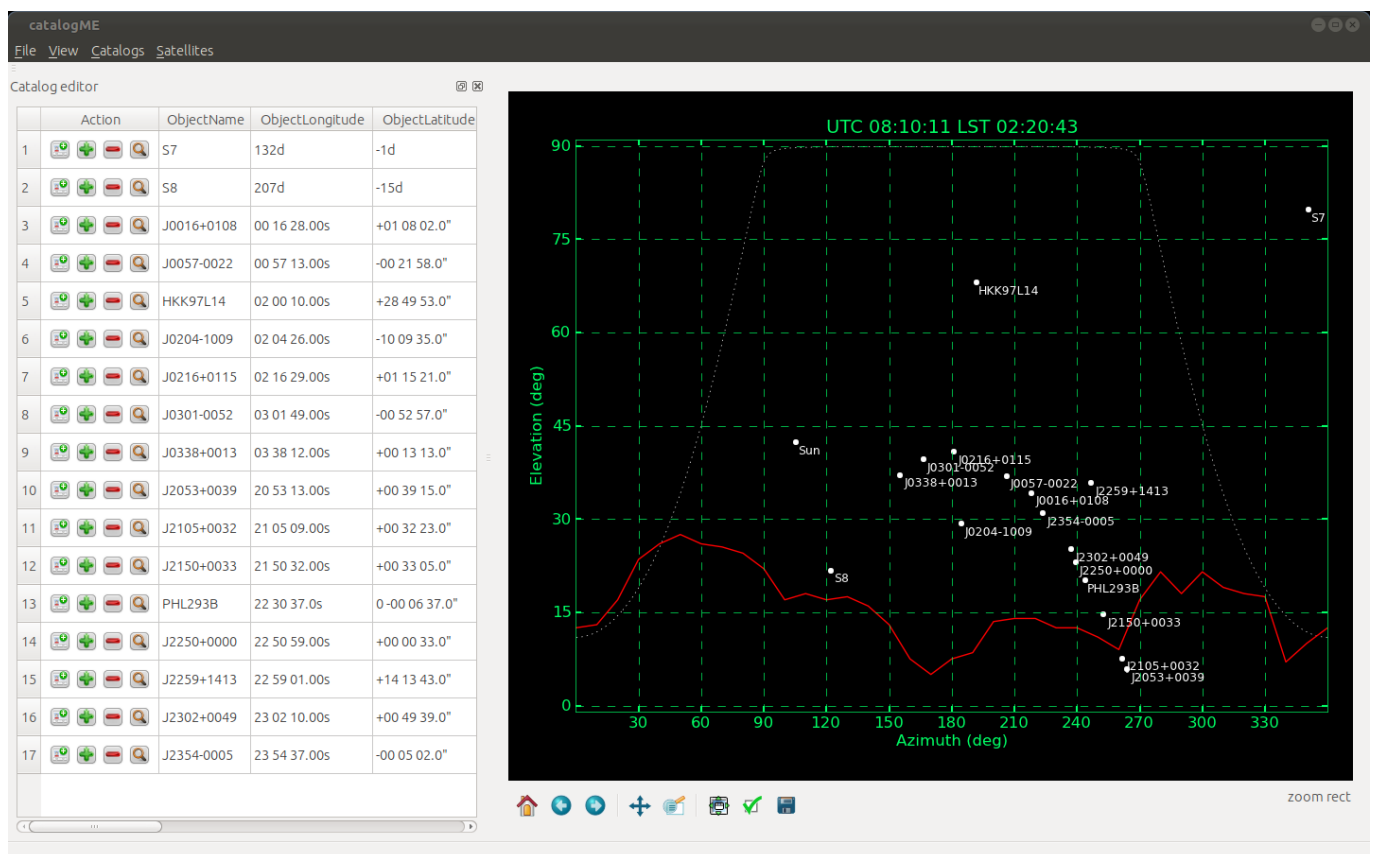 catalogME
File View Catalogs Satellites
Catalog editor
Action ObjectName ObjectLongitude ObjectLatitude
1 S7 132d -1d
2 S8 207d -15d
3 J0016+0108 00 16 28.00s +01 08 02.0"
4 J0057-0022 00 57 13.00s -00 21 58.0"
5 HKK97L14 02 00 10.00s +28 49 53.0"
6 J0204-1009 02 04 26.00s -10 09 35.0"
7 J0216+0115 02 16 29.00s +01 15 21.0"
8 J0301-0052 03 01 49.00s -00 52 57.0"
9 J0338+0013 03 38 12.00s +00 13 13.0"
10 J2053+0039 20 53 13.00s +00 39 15.0"
11 J2105+0032 21 05 09.00s +00 32 23.0"
12 J2150+0033 21 50 32.00s +00 33 05.0"
13 PHL293B 22 30 37.0s 0 -00 06 37.0"
14 J2250+0000 22 50 59.00s +00 00 33.0"
15 J2259+1413 22 59 01.00s +14 13 43.0"
16 J2302+0049 23 02 10.00s +00 49 39.0"
17 J2354-0005 23 54 37.00s -00 05 02.0"
UTC 08:10:11 LST 02:20:43
90
75
60
45
30
15
0
Elevation (deg)
S7
HKK97L14
Sun
J0216+0115
J0301-0052
J0338+0013
J0057-0022
J2259+1413
J0016+0108
J2354-0005
J0204-1009
J2302+0049
J2250+0000
S8
PHL293B
J2150+0033
J2105+0032
J2053+0039
30 60 90 120 150 180 210 240 270 300 330
Azimuth (deg)
zoom rect